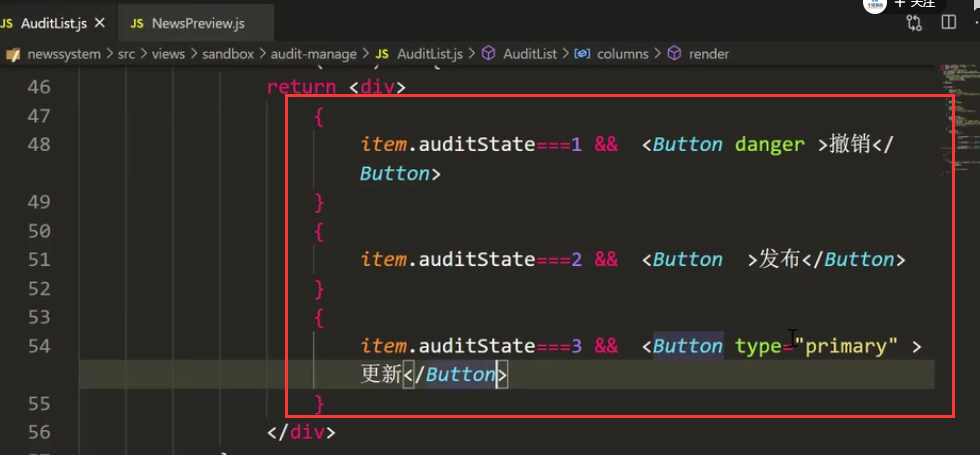 + 关注
JS AuditList.js × JS NewsPreview.js
newssystem > src > views > sandbox > audit-manage > JS AuditList.js > AuditList > columns > render
46 return <div>
47 {
48 item.auditState===1 && <Button danger >撤销</
Button>
49 }
50 {
51 item.auditState===2 && <Button >发布</Button>
52 }
53 {
54 item.auditState===3 && <Button type="primary" >
更新</Button>
55 }
56 </div>